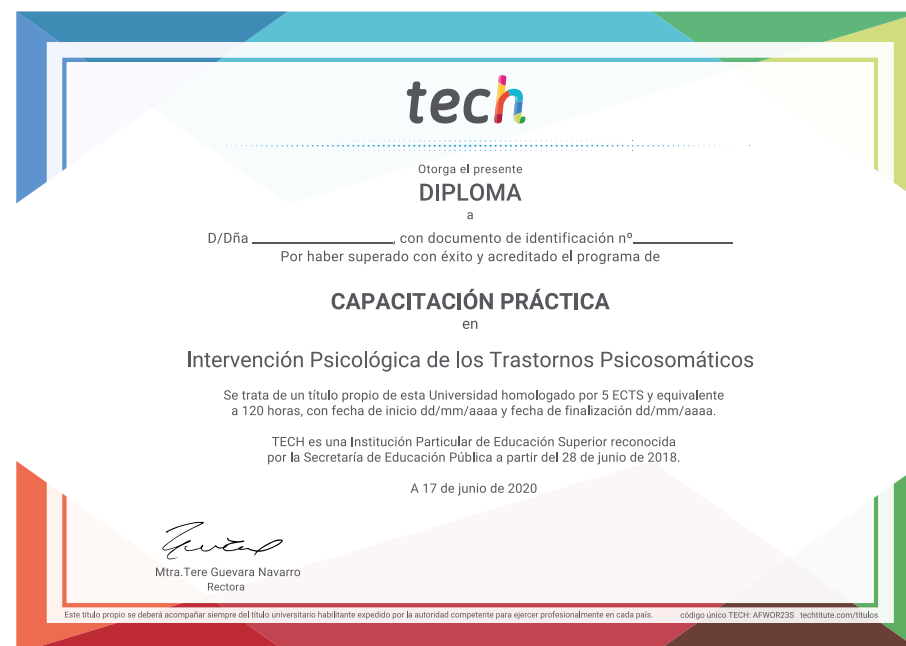 tech
Otorga el presente
DIPLOMA
a
D/Dña ____________________, con documento de identificación nº______________
Por haber superado con éxito y acreditado el programa de
CAPACITACIÓN PRÁCTICA
en
Intervención Psicológica de los Trastornos Psicosomáticos
Se trata de un título propio de esta Universidad homologado por 5 ECTS y equivalente
a 120 horas, con fecha de inicio dd/mm/aaaa y fecha de finalización dd/mm/aaaa.
TECH es una Institución Particular de Educación Superior reconocida
por la Secretaría de Educación Pública a partir del 28 de junio de 2018.
A 17 de junio de 2020
Mtra.Tere Guevara Navarro
Rectora
Este título propio se deberá acompañar siempre del título universitario habilitante expedido por la autoridad competente para ejercer profesionalmente en cada país. código único TECH: AFWOR23S techtitute.com/titulos